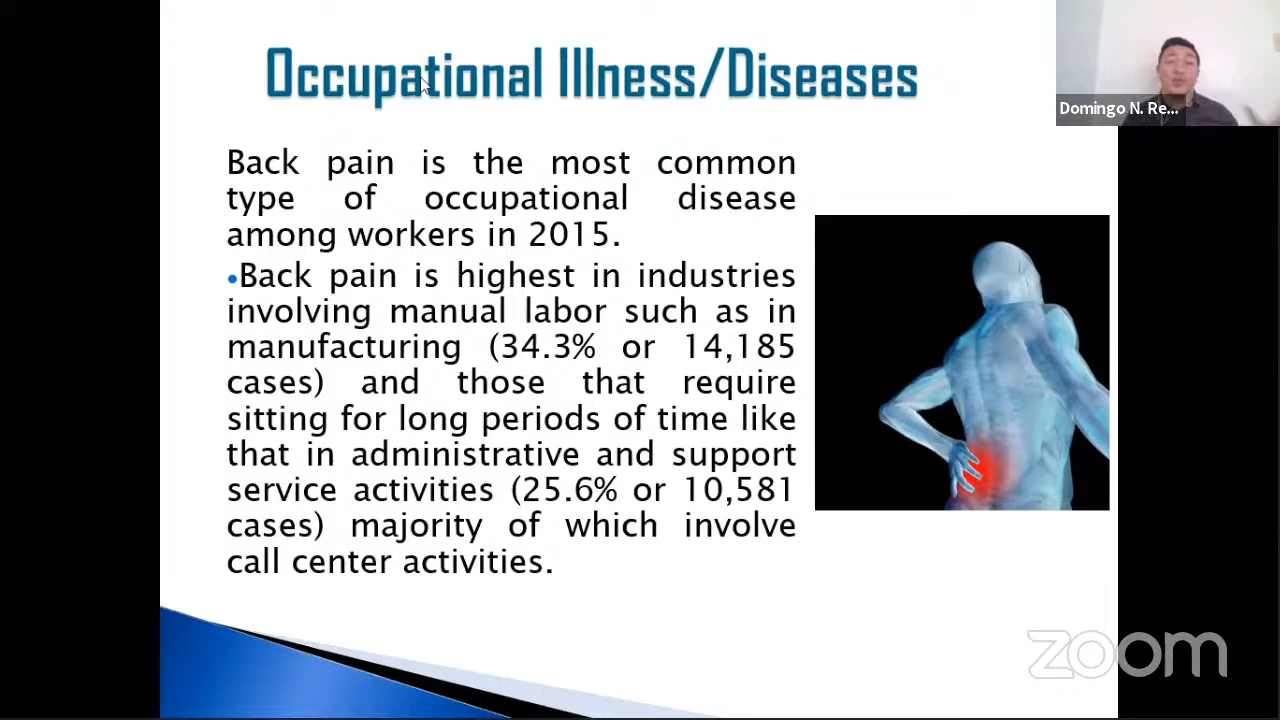 Occupational Illness/Diseases
Domingo N. Re...
Back pain is the most common
type of occupational disease
among workers in 2015.
•Back pain is highest in industries
involving manual labor such as in
manufacturing (34.3% or 14,185
cases) and those that require
sitting for long periods of time like
that in administrative and support
service activities (25.6% or 10,581
cases) majority of which involve
call center activities.
zoom